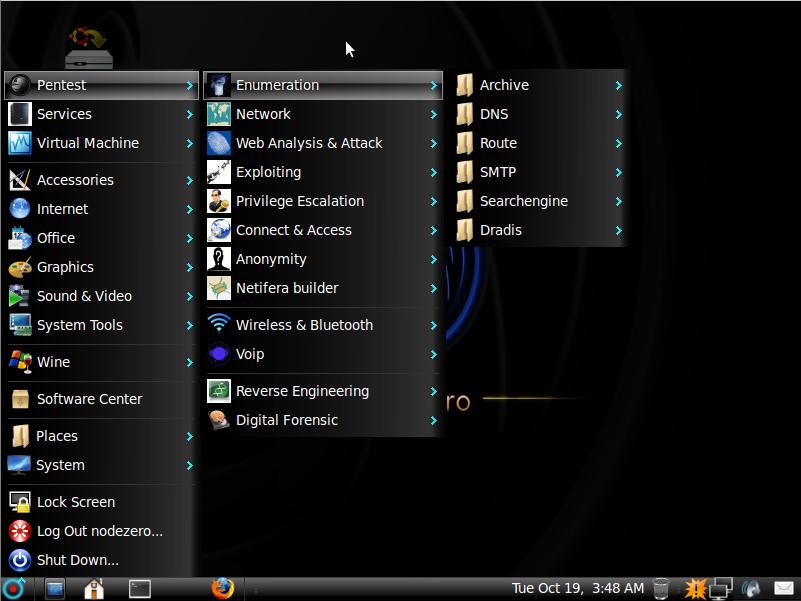 Pentest
Services
Virtual Machine
Accessories
Internet
Office
Graphics
Sound & Video
System Tools
Wine
Software Center
Places
System
Lock Screen
Log Out nodezero...
Shut Down...
Enumeration
Network
Web Analysis & Attack
Exploiting
Privilege Escalation
Connect & Access
Anonymity
Netifera builder
Wireless & Bluetooth
Voip
Reverse Engineering
Digital Forensic
Archive
DNS
Route
SMTP
Searchengine
Dradis
ro
Tue Oct 19, 3:48 AM